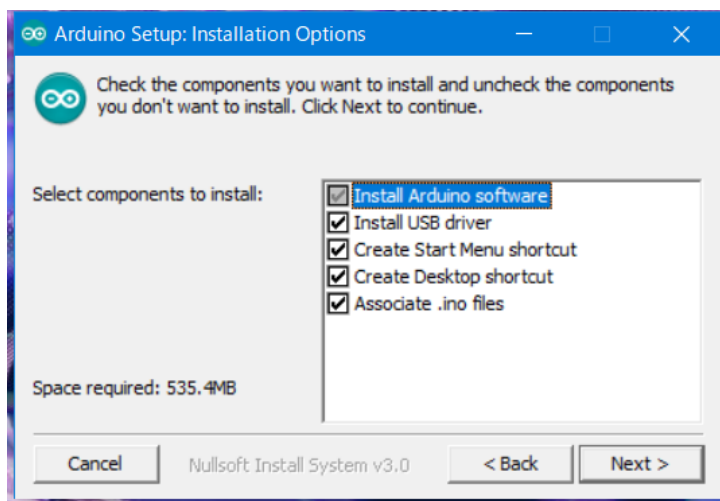 Arduino Setup: Installation Options
Check the components you want to install and uncheck the components
you don't want to install. Click Next to continue.
Select components to install:
Install Arduino software
Install USB driver
Create Start Menu shortcut
Create Desktop shortcut
Associate .ino files
Space required: 535.4MB
Cancel
Nullsoft Install System v3.0
< Back
Next >